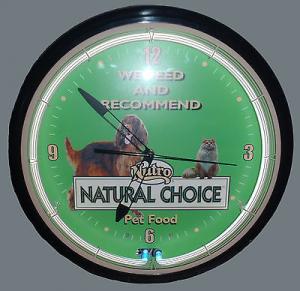 12
WE FEED AND
RECOMMEND
9
3
Nutro
NATURAL CHOICE
Pet Food
6